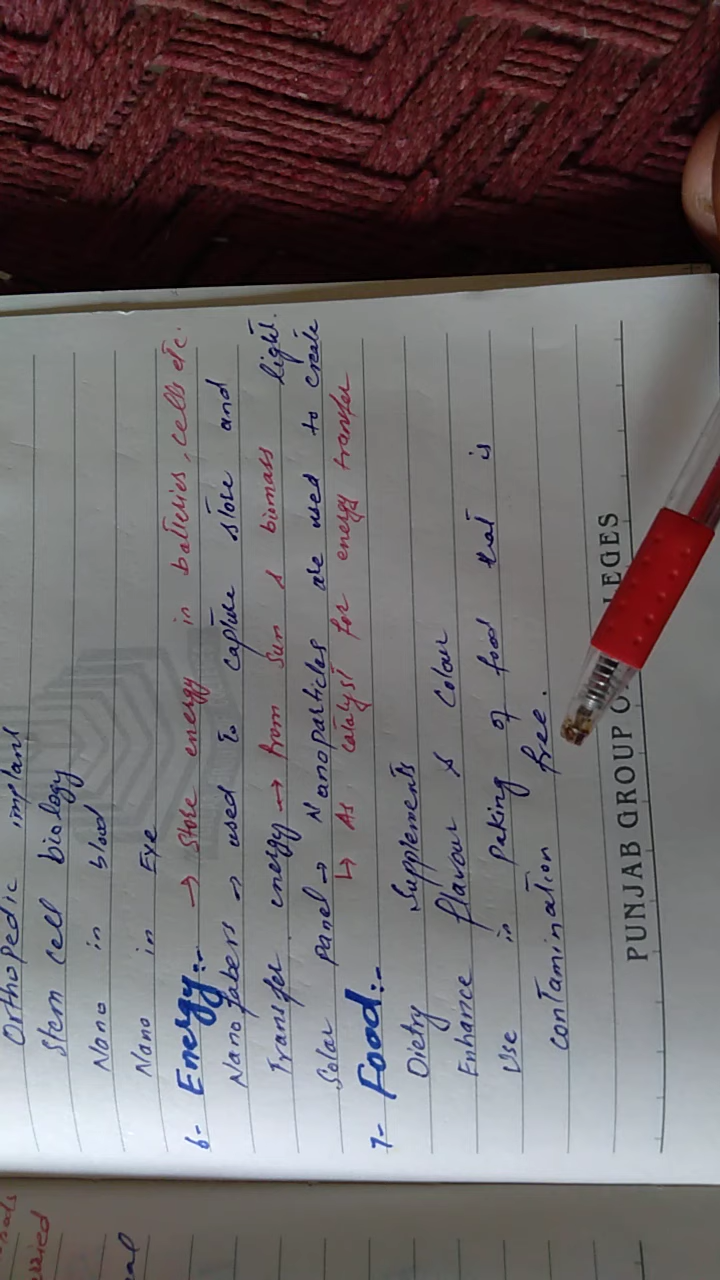 Orthopedic implant
Stem cell biology
Nano in blood
Nano in Eye
6- Energy:- → Store energy in batteries, cells etc.
Nano fabers → used to capture store and
Transfer energy → from Sun & biomass light.
Solar panel → Nanoparticles are used to create
↳ As catalyst for energy transfer
7- Food:-
Dietry Supplements
Enhance flavour & colour
Use in paking of food that is
contamination free.
PUNJAB GROUP O LEGES